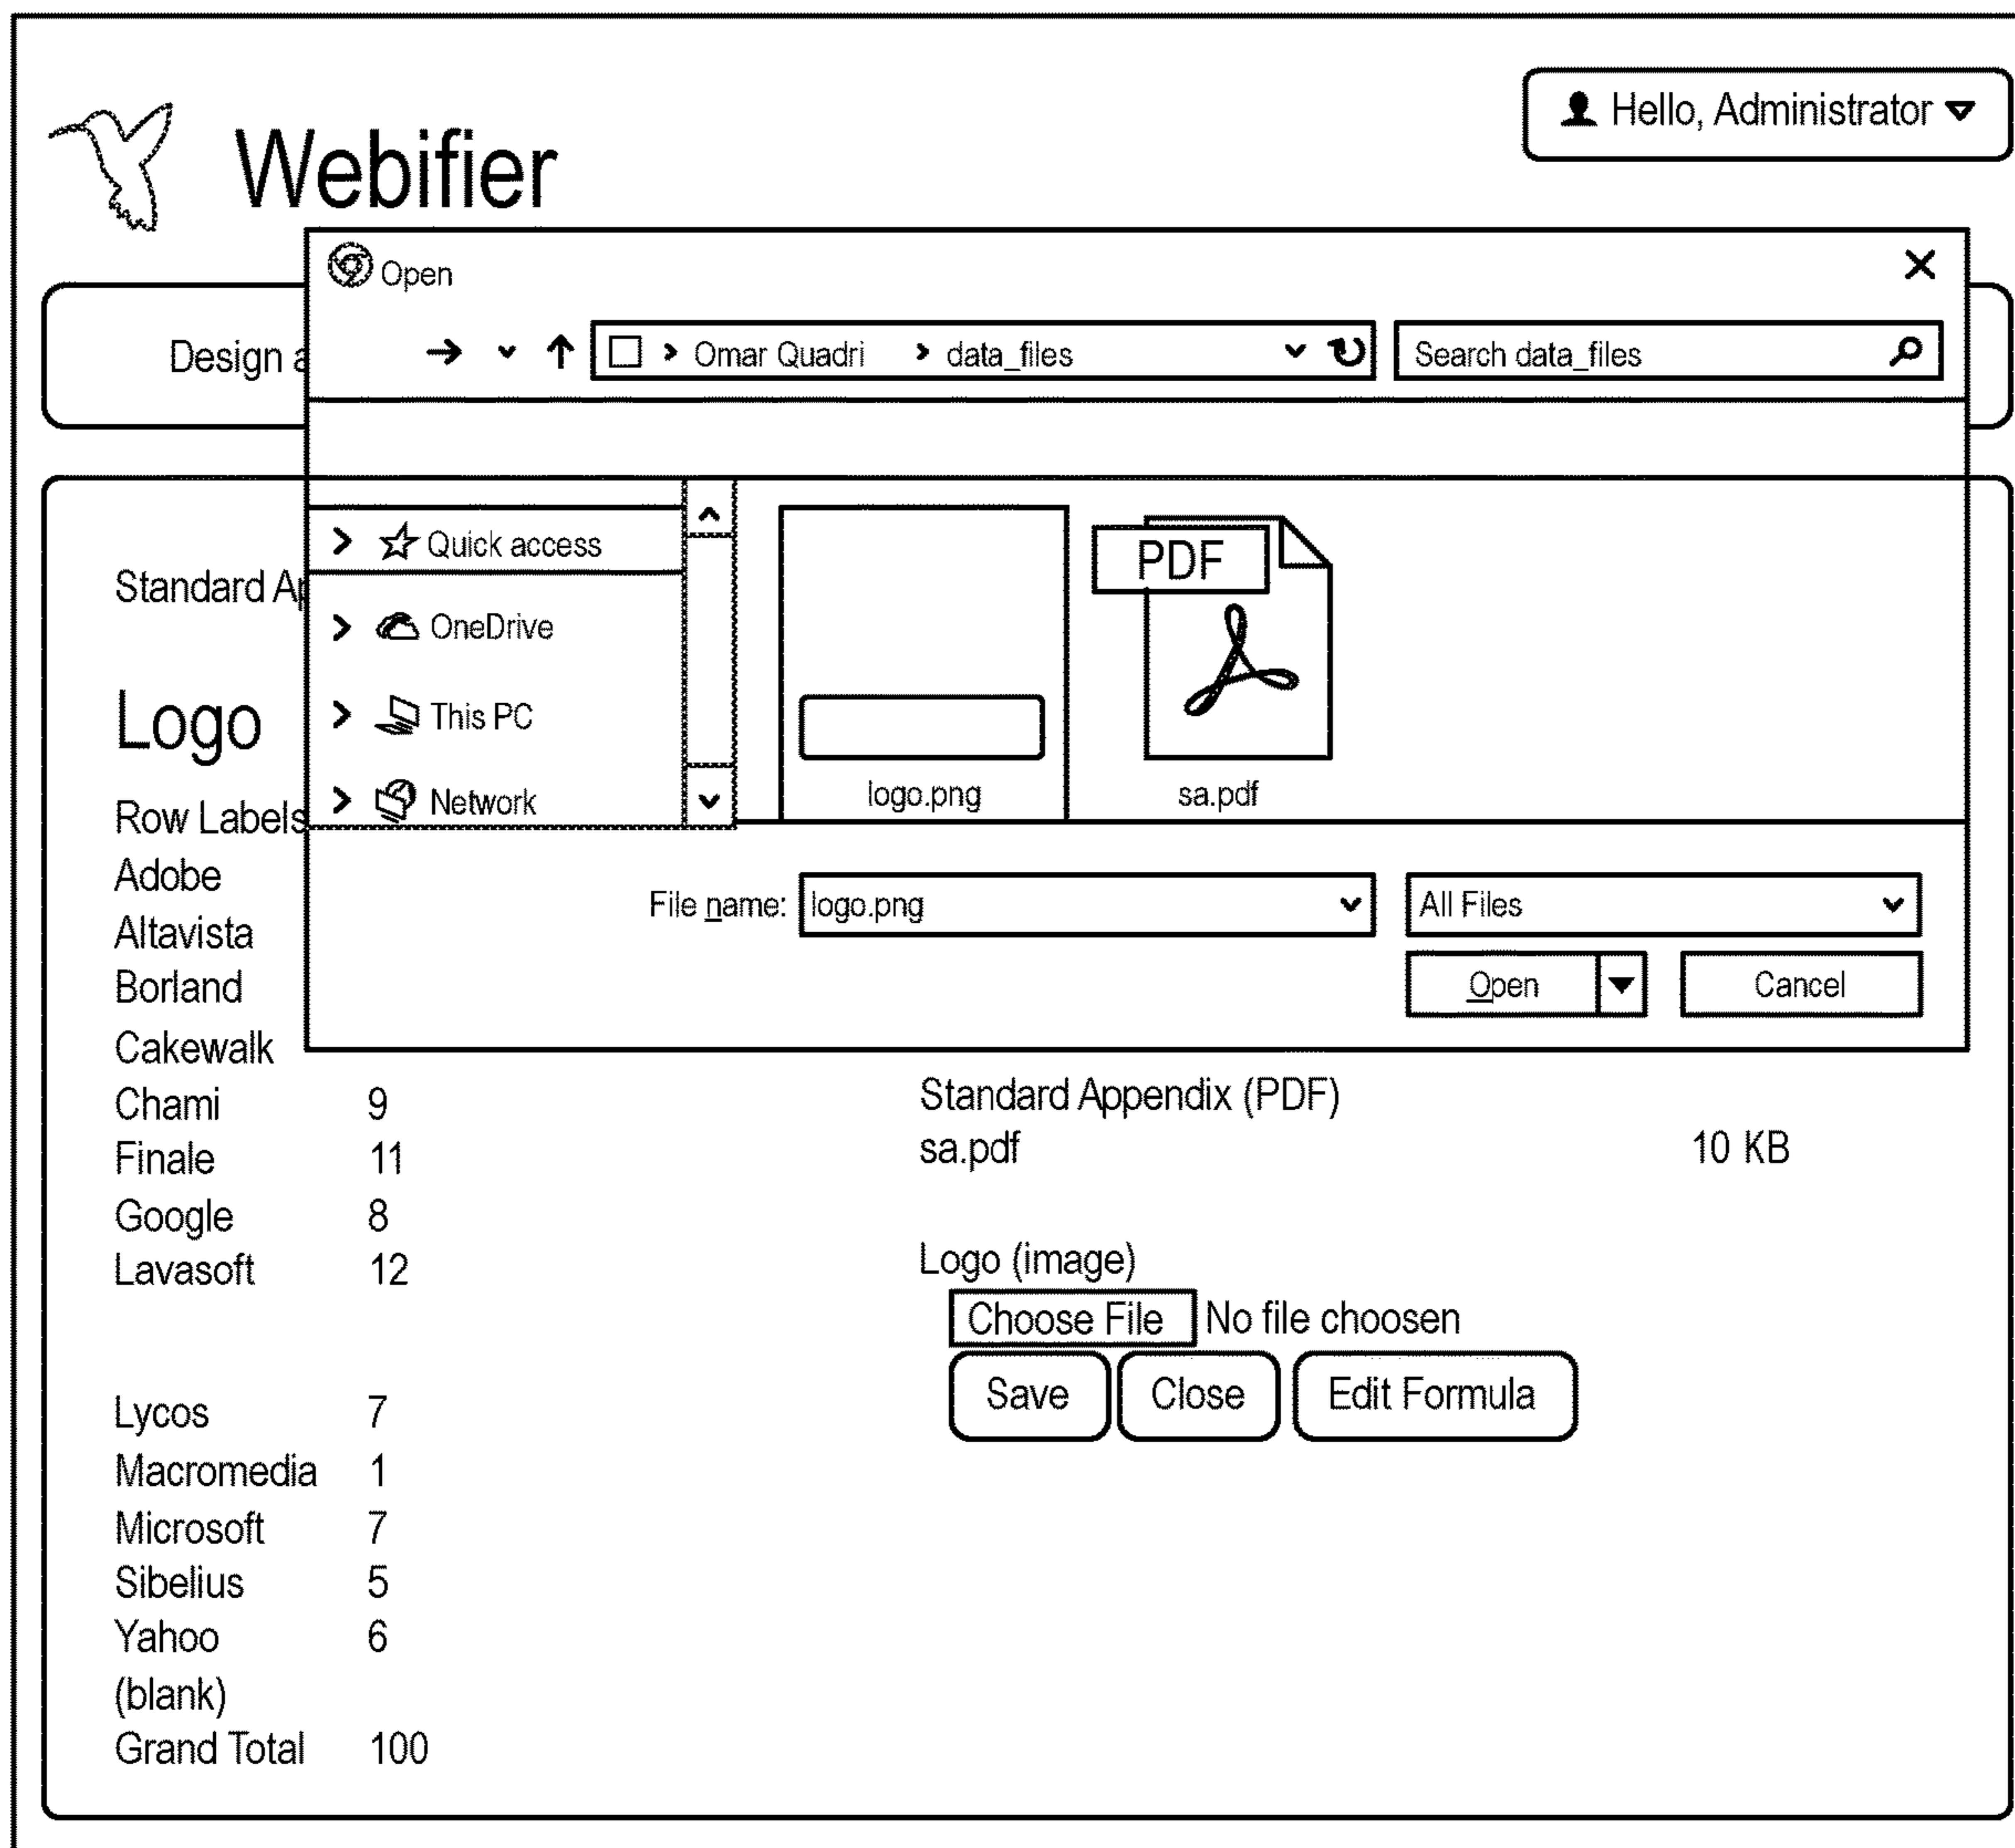 Webifier
Hello, Administrator
Open
Design a
Omar Quadri data_files
Search data_files
Quick access
OneDrive
This PC
Network
PDF
logo.png
sa.pdf
File name: logo.png
All Files
Open
Cancel
Standard Ap
Logo
Row Labels
Adobe
Altavista
Borland
Cakewalk
Chami 9
Finale 11
Google 8
Lavasoft 12
Lycos 7
Macromedia 1
Microsoft 7
Sibelius 5
Yahoo 6
(blank)
Grand Total 100
Standard Appendix (PDF)
sa.pdf 10 KB
Logo (image)
Choose File No file choosen
Save Close Edit Formula